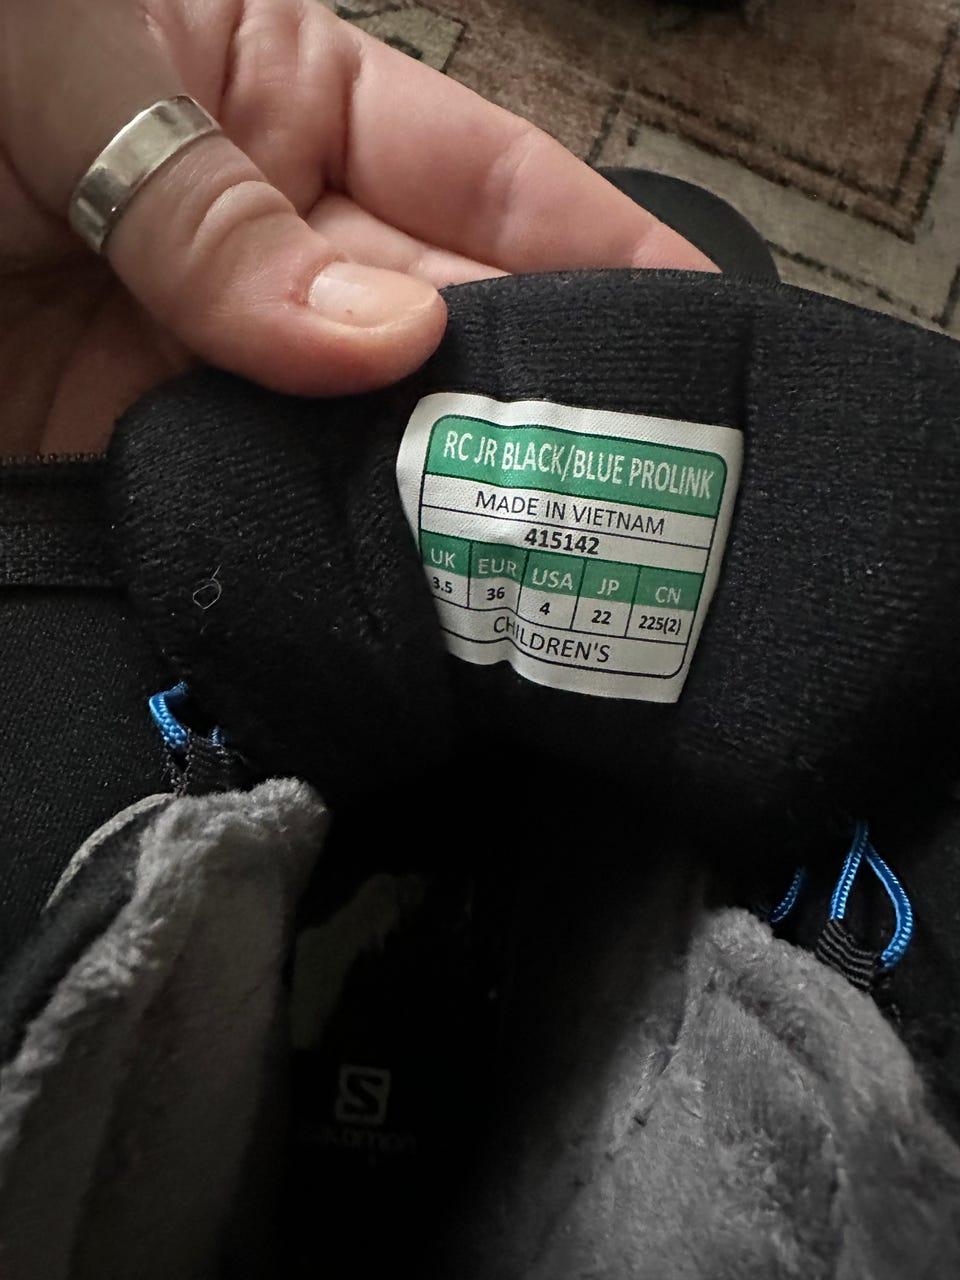 RC JR BLACK/BLUE PROLINK
MADE IN VIETNAM
415142
UK EUR USA JP CN
3.5 36 4 22 225(2)
CHILDREN'S
S
salomon